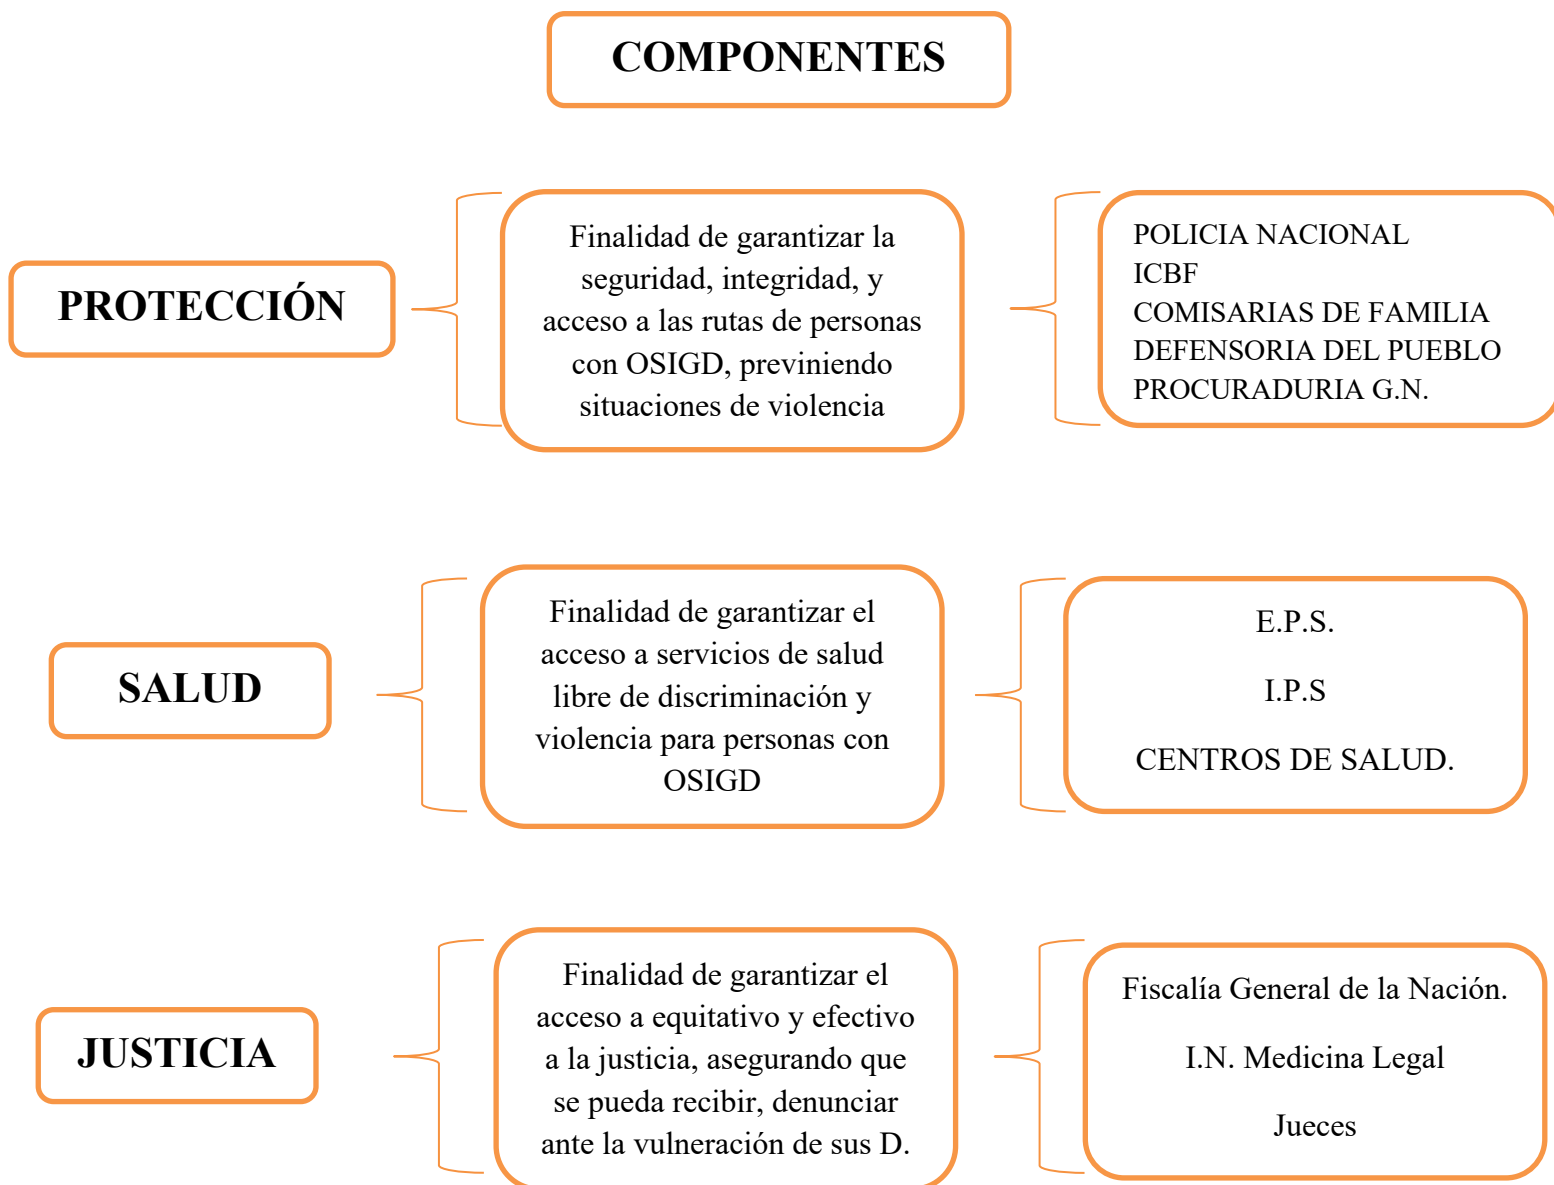 COMPONENTES
PROTECCIÓN
Finalidad de garantizar la
seguridad, integridad, y
acceso a las rutas de personas
con OSIGD, previniendo
situaciones de violencia
POLICIA NACIONAL
ICBF
COMISARIAS DE FAMILIA
DEFENSORIA DEL PUEBLO
PROCURADURIA G.N.
SALUD
Finalidad de garantizar el
acceso a servicios de salud
libre de discriminación y
violencia para personas con
OSIGD
E.P.S.
I.P.S
CENTROS DE SALUD.
JUSTICIA
Finalidad de garantizar el
acceso a equitativo y efectivo
a la justicia, asegurando que
se pueda recibir, denunciar
ante la vulneración de sus D.
Fiscalía General de la Nación.
I.N. Medicina Legal
Jueces